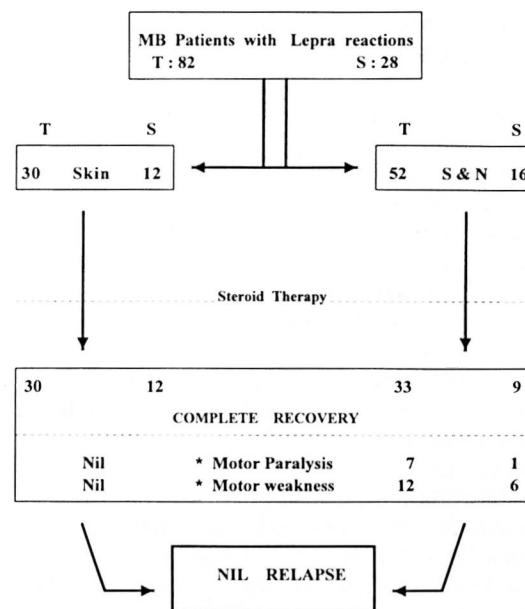 MB Patients with Lepra reactions
T : 82 S : 28
T S T S
30 Skin 12 52 S & N 16
Steroid Therapy
30 12 33 9
COMPLETE RECOVERY
Nil * Motor Paralysis 7 1
Nil * Motor weakness 12 6
NIL RELAPSE